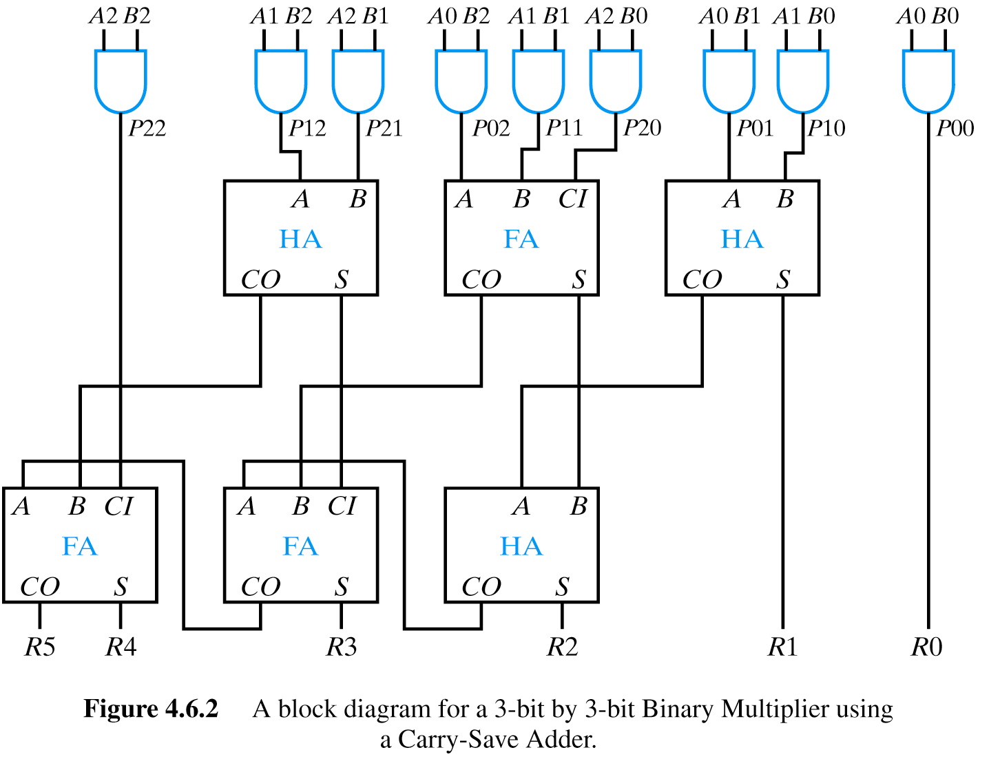 A2 B2 A1 B2 A2 B1 A0 B2 A1 B1 A2 B0 A0 B1 A1 B0 A0 B0
P22 P12 P21 P02 P11 P20 P01 P10 P00
A B A B CI A B
HA FA HA
CO S CO S CO S
A B CI A B CI A B
FA FA HA
CO S CO S CO S
R5 R4 R3 R2 R1 R0
Figure 4.6.2 A block diagram for a 3-bit by 3-bit Binary Multiplier using
a Carry-Save Adder.